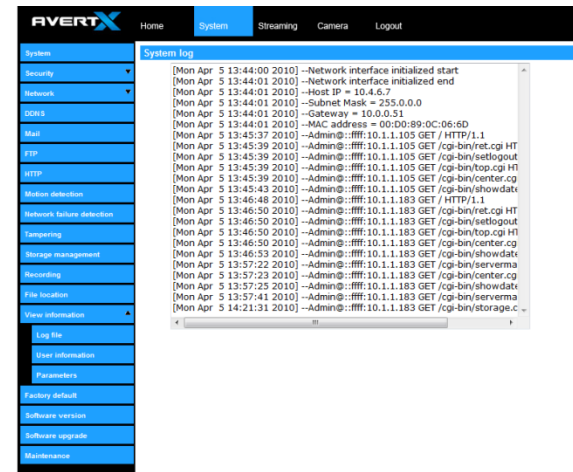 AVERTX
Home System Streaming Camera Logout
System
Security
Network
DDNS
Mail
FTP
HTTP
Motion detection
Network failure detection
Tampering
Storage management
Recording
File location
View information
Log file
User information
Parameters
Factory default
Software version
Software upgrade
Maintenance
System log
[Mon Apr 5 13:44:00 2010] --Network interface initialized start
[Mon Apr 5 13:44:01 2010] --Network interface initialized end
[Mon Apr 5 13:44:01 2010] --Host IP = 10.4.6.7
[Mon Apr 5 13:44:01 2010] --Subnet Mask = 255.0.0.0
[Mon Apr 5 13:44:01 2010] --Gateway = 10.0.0.51
[Mon Apr 5 13:44:01 2010] --MAC address = 00:D0:89:0C:06:6D
[Mon Apr 5 13:45:37 2010] --Admin@::ffff:10.1.1.105 GET / HTTP/1.1
[Mon Apr 5 13:45:39 2010] --Admin@::ffff:10.1.1.105 GET /cgi-bin/ret.cgi HT
[Mon Apr 5 13:45:39 2010] --Admin@::ffff:10.1.1.105 GET /cgi-bin/setlogout
[Mon Apr 5 13:45:39 2010] --Admin@::ffff:10.1.1.105 GET /cgi-bin/top.cgi HT
[Mon Apr 5 13:45:39 2010] --Admin@::ffff:10.1.1.105 GET /cgi-bin/center.cg
[Mon Apr 5 13:45:43 2010] --Admin@::ffff:10.1.1.105 GET /cgi-bin/showdate
[Mon Apr 5 13:46:48 2010] --Admin@::ffff:10.1.1.183 GET / HTTP/1.1
[Mon Apr 5 13:46:50 2010] --Admin@::ffff:10.1.1.183 GET /cgi-bin/ret.cgi HT
[Mon Apr 5 13:46:50 2010] --Admin@::ffff:10.1.1.183 GET /cgi-bin/setlogout
[Mon Apr 5 13:46:50 2010] --Admin@::ffff:10.1.1.183 GET /cgi-bin/top.cgi HT
[Mon Apr 5 13:46:50 2010] --Admin@::ffff:10.1.1.183 GET /cgi-bin/center.cg
[Mon Apr 5 13:46:53 2010] --Admin@::ffff:10.1.1.183 GET /cgi-bin/showdate
[Mon Apr 5 13:57:22 2010] --Admin@::ffff:10.1.1.183 GET /cgi-bin/serverma
[Mon Apr 5 13:57:23 2010] --Admin@::ffff:10.1.1.183 GET /cgi-bin/center.cg
[Mon Apr 5 13:57:25 2010] --Admin@::ffff:10.1.1.183 GET /cgi-bin/showdate
[Mon Apr 5 13:57:41 2010] --Admin@::ffff:10.1.1.183 GET /cgi-bin/serverma
[Mon Apr 5 14:21:31 2010] --Admin@::ffff:10.1.1.183 GET /cgi-bin/storage.c